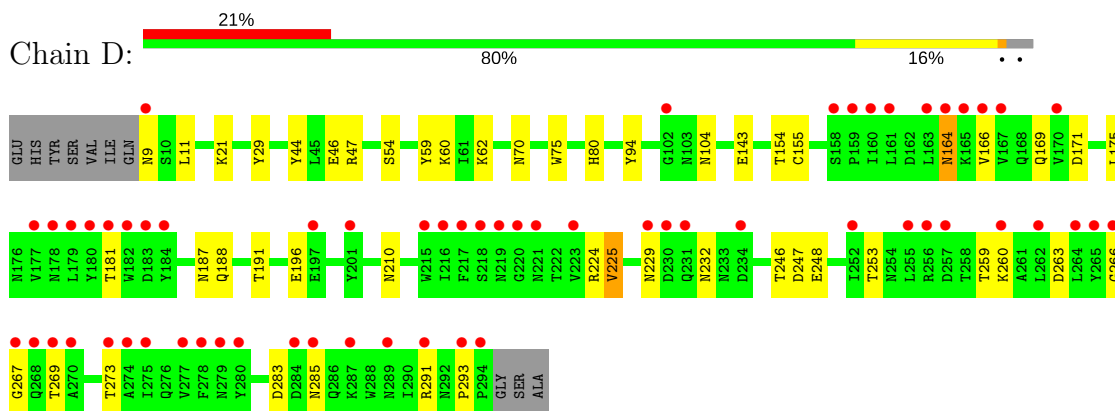 21%
Chain D:
80% 16% • •
GLU HIS TYR SER VAL ILE GLN N9 S10 L11 K21 Y29 Y44 L45 E46 R47 S54 Y59 K60 I61 K62 N70 W75 H80 Y94 G102 N103 N104 E143 T154 C155 S158 P159 I160 L161 D162 L163 N164 K165 V166 V167 Q168 Q169 V170 D171 L175
N176 V177 N178 L179 Y180 T181 W182 D183 Y184 N187 Q188 T191 E196 E197 Y201 N210 W215 I216 F217 S218 N219 G220 N221 T222 V223 R224 V225 N229 D230 Q231 N232 N233 D234 T246 D247 E248 I252 T253 N254 L255 R256 D257 T258 T259 K260 A261 L262 D263 L264 Y265 G266
G267 Q268 T269 A270 T273 A274 I275 Q276 V277 F278 N279 Y280 D283 D284 N285 Q286 K287 W288 N289 I290 R291 N292 P293 P294 GLY SER ALA